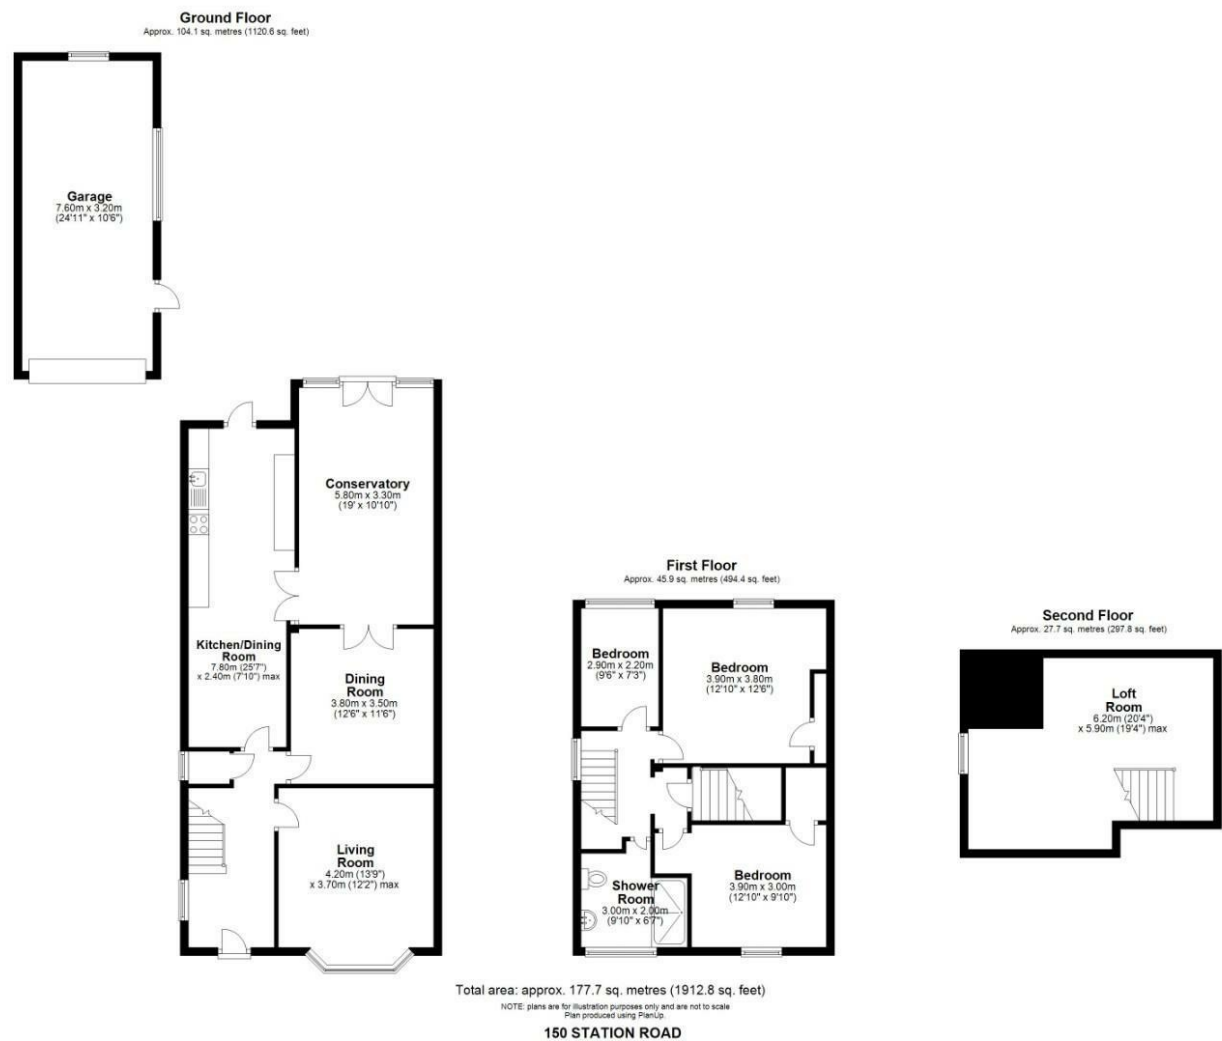 Ground Floor
Approx. 104.1 sq. metres (1120.6 sq. feet)
Garage
7.60m x 3.20m
(24'11" x 10'6")
Conservatory
5.80m x 3.30m
(19' x 10'10")
Kitchen/Dining
Room
7.80m (25'7")
x 2.40m (7'10") max
Dining
Room
3.80m x 3.50m
(12'6" x 11'6")
Living
Room
4.20m (13'9")
x 3.70m (12'2") max
First Floor
Approx. 45.9 sq. metres (494.4 sq. feet)
Bedroom
2.90m x 2.20m
(9'6" x 7'3")
Bedroom
3.90m x 3.80m
(12'10" x 12'6")
Shower
Room
3.00m x 2.00m
(9'10" x 6'7")
Bedroom
3.90m x 3.00m
(12'10" x 9'10")
Second Floor
Approx. 27.7 sq. metres (297.8 sq. feet)
Loft
Room
6.20m (20'4")
x 5.90m (19'4") max
Total area: approx. 177.7 sq. metres (1912.8 sq. feet)
NOTE: plans are for illustration purposes only and are not to scale
Plan produced using PlanUp.
150 STATION ROAD